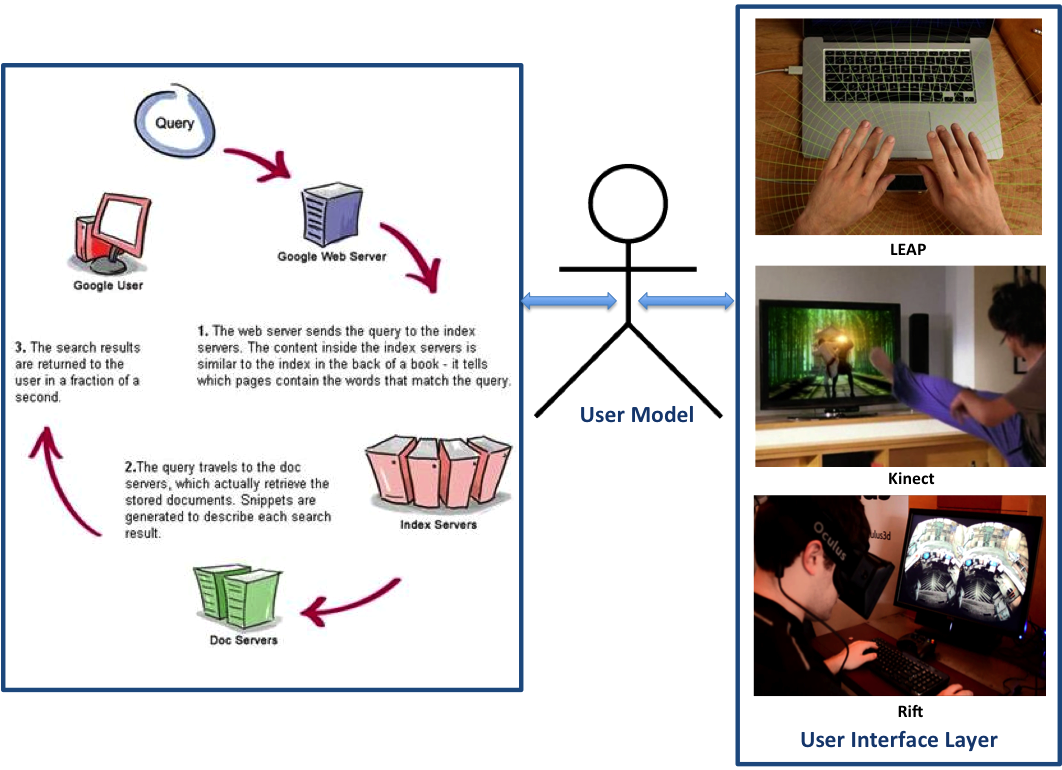 Query
Google Web Server
Google User
1. The web server sends the query to the index
servers. The content inside the index servers is
similar to the index in the back of a book - it tells
which pages contain the words that match the query.
3. The search results
are returned to the
user in a fraction of a
second.
2.The query travels to the doc
servers, which actually retrieve the
stored documents. Snippets are
generated to describe each search
result.
Index Servers
Doc Servers
User Model
LEAP
Kinect
Oculus
Rift
User Interface Layer